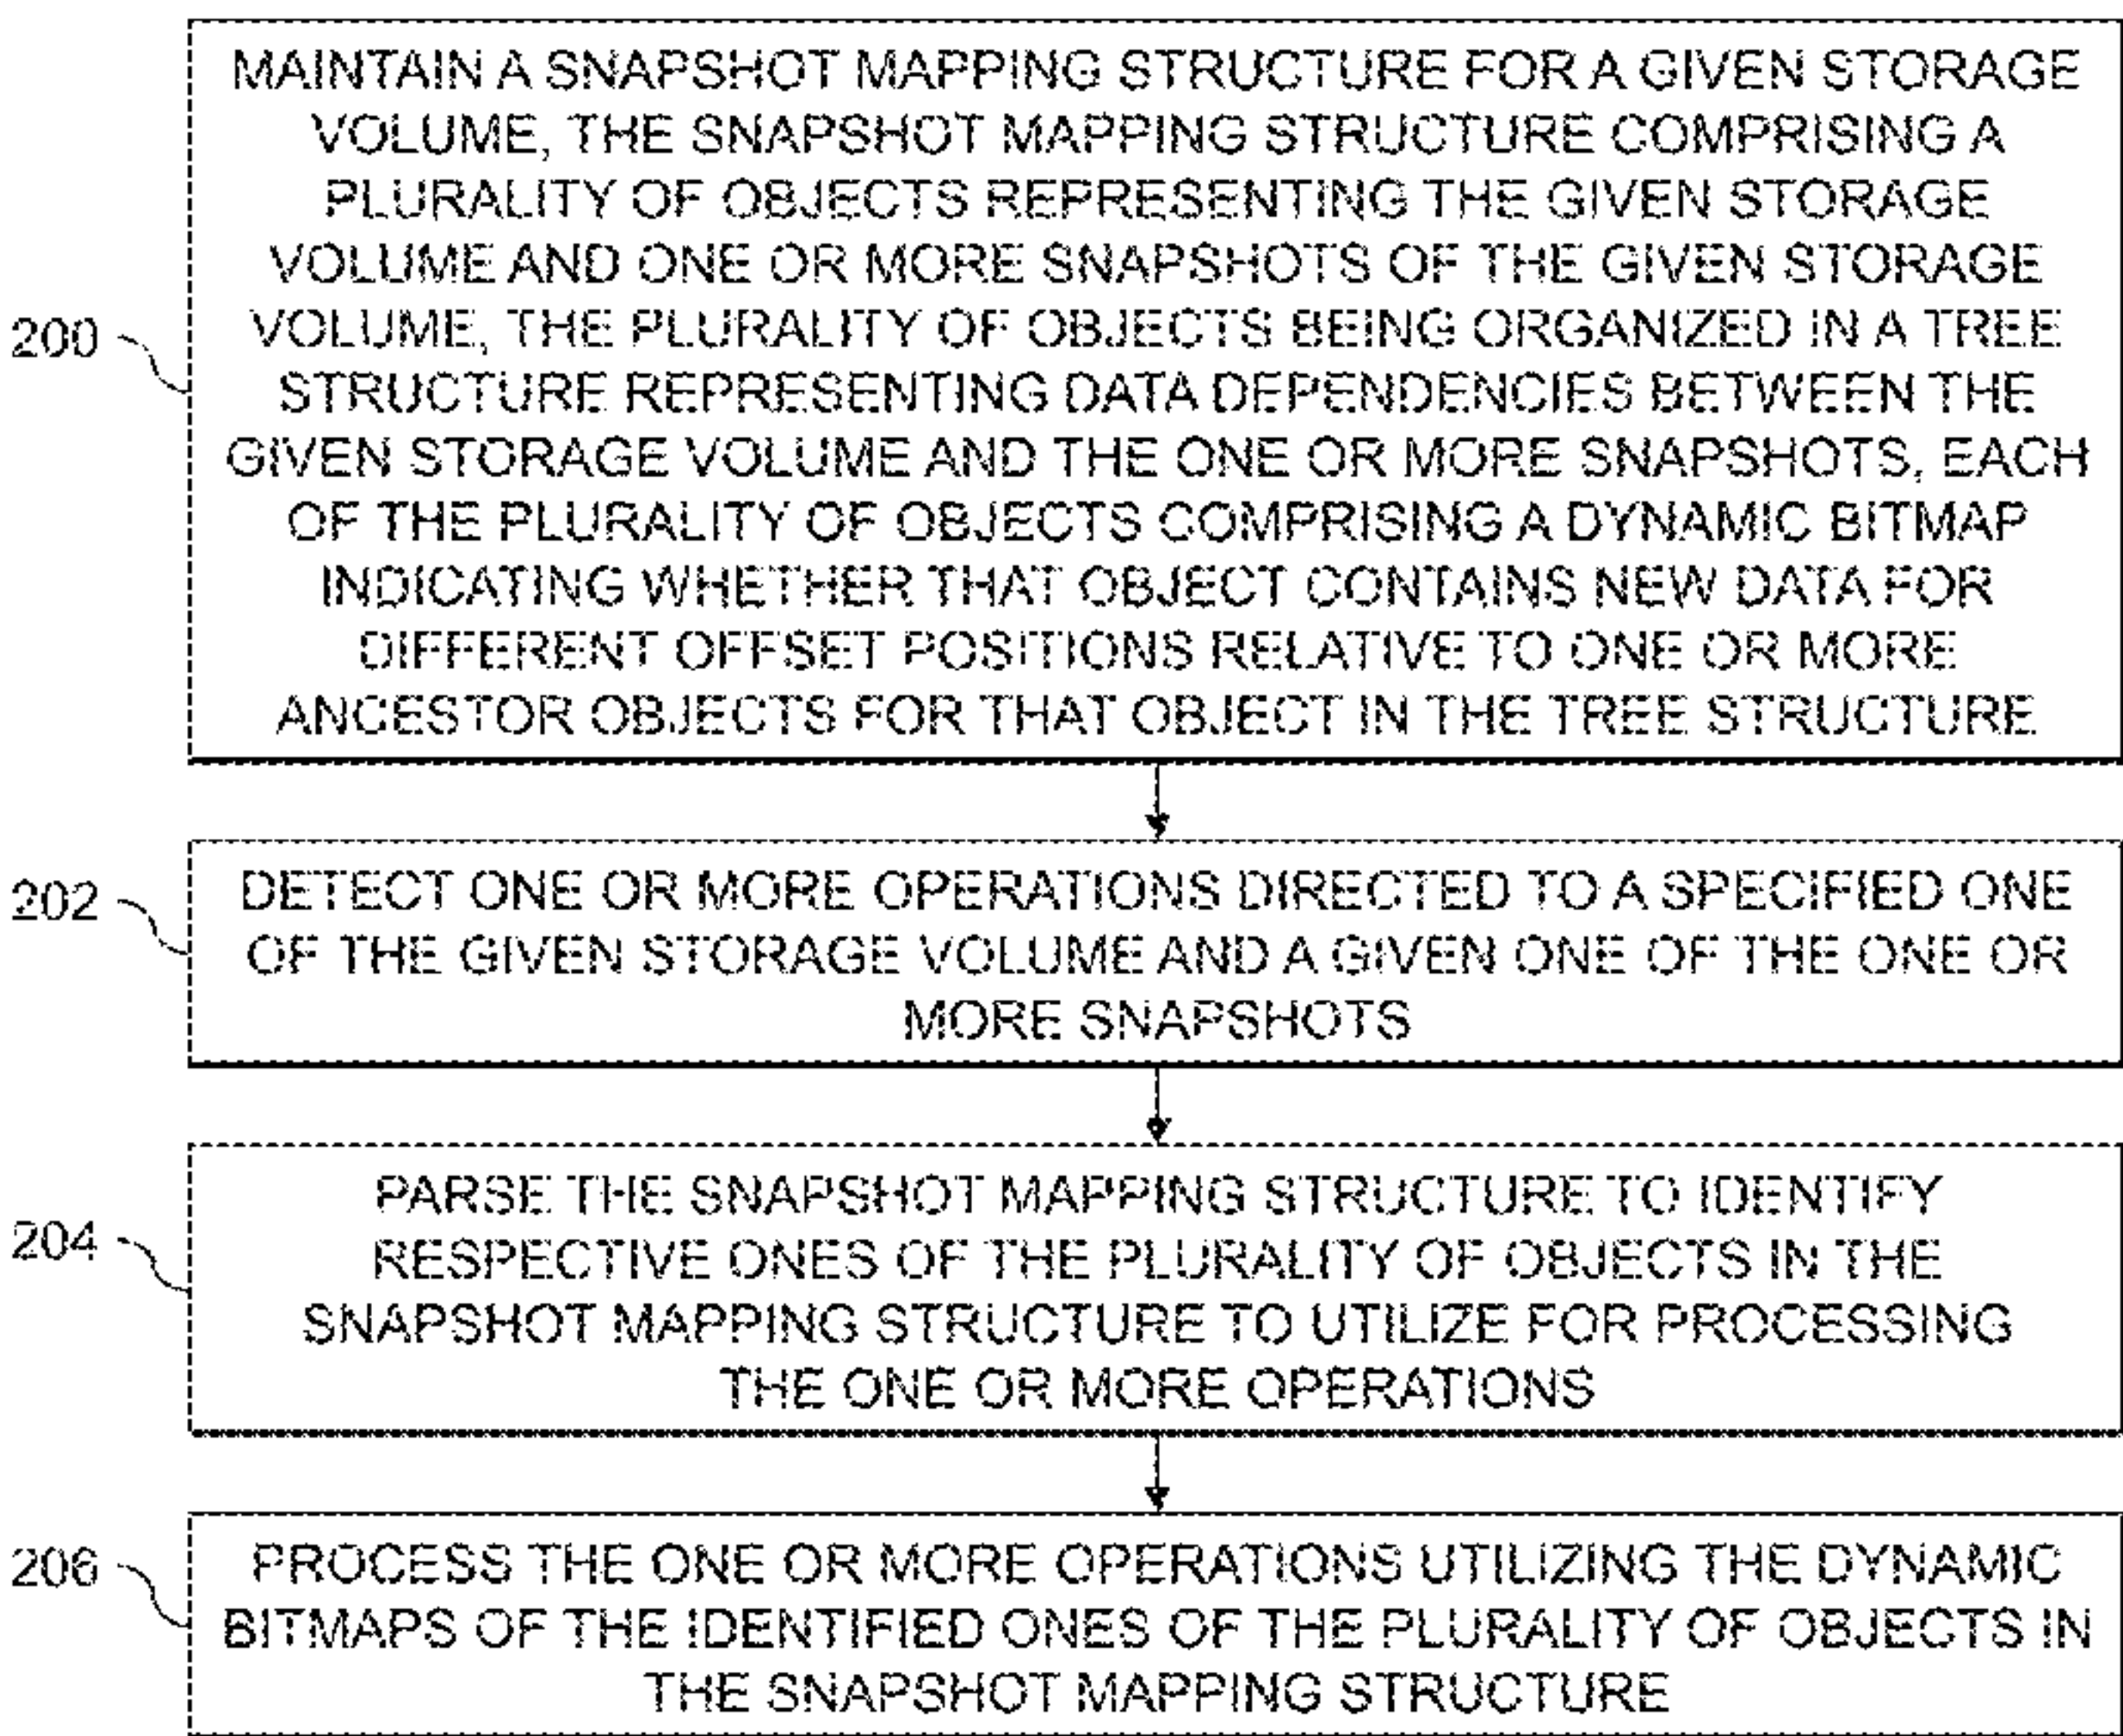 MAINTAIN A SNAPSHOT MAPPING STRUCTURE FOR A GIVEN STORAGE
VOLUME, THE SNAPSHOT MAPPING STRUCTURE COMPRISING A
PLURALITY OF OBJECTS REPRESENTING THE GIVEN STORAGE
VOLUME AND ONE OR MORE SNAPSHOTS OF THE GIVEN STORAGE
200 VOLUME, THE PLURALITY OF OBJECTS BEING ORGANIZED IN A TREE
STRUCTURE REPRESENTING DATA DEPENDENCIES BETWEEN THE
GIVEN STORAGE VOLUME AND THE ONE OR MORE SNAPSHOTS, EACH
OF THE PLURALITY OF OBJECTS COMPRISING A DYNAMIC BITMAP
INDICATING WHETHER THAT OBJECT CONTAINS NEW DATA FOR
DIFFERENT OFFSET POSITIONS RELATIVE TO ONE OR MORE
ANCESTOR OBJECTS FOR THAT OBJECT IN THE TREE STRUCTURE
202 DETECT ONE OR MORE OPERATIONS DIRECTED TO A SPECIFIED ONE
OF THE GIVEN STORAGE VOLUME AND A GIVEN ONE OF THE ONE OR
MORE SNAPSHOTS
PARSE THE SNAPSHOT MAPPING STRUCTURE TO IDENTIFY
204 RESPECTIVE ONES OF THE PLURALITY OF OBJECTS IN THE
SNAPSHOT MAPPING STRUCTURE TO UTILIZE FOR PROCESSING
THE ONE OR MORE OPERATIONS
206 PROCESS THE ONE OR MORE OPERATIONS UTILIZING THE DYNAMIC
BITMAPS OF THE IDENTIFIED ONES OF THE PLURALITY OF OBJECTS IN
THE SNAPSHOT MAPPING STRUCTURE